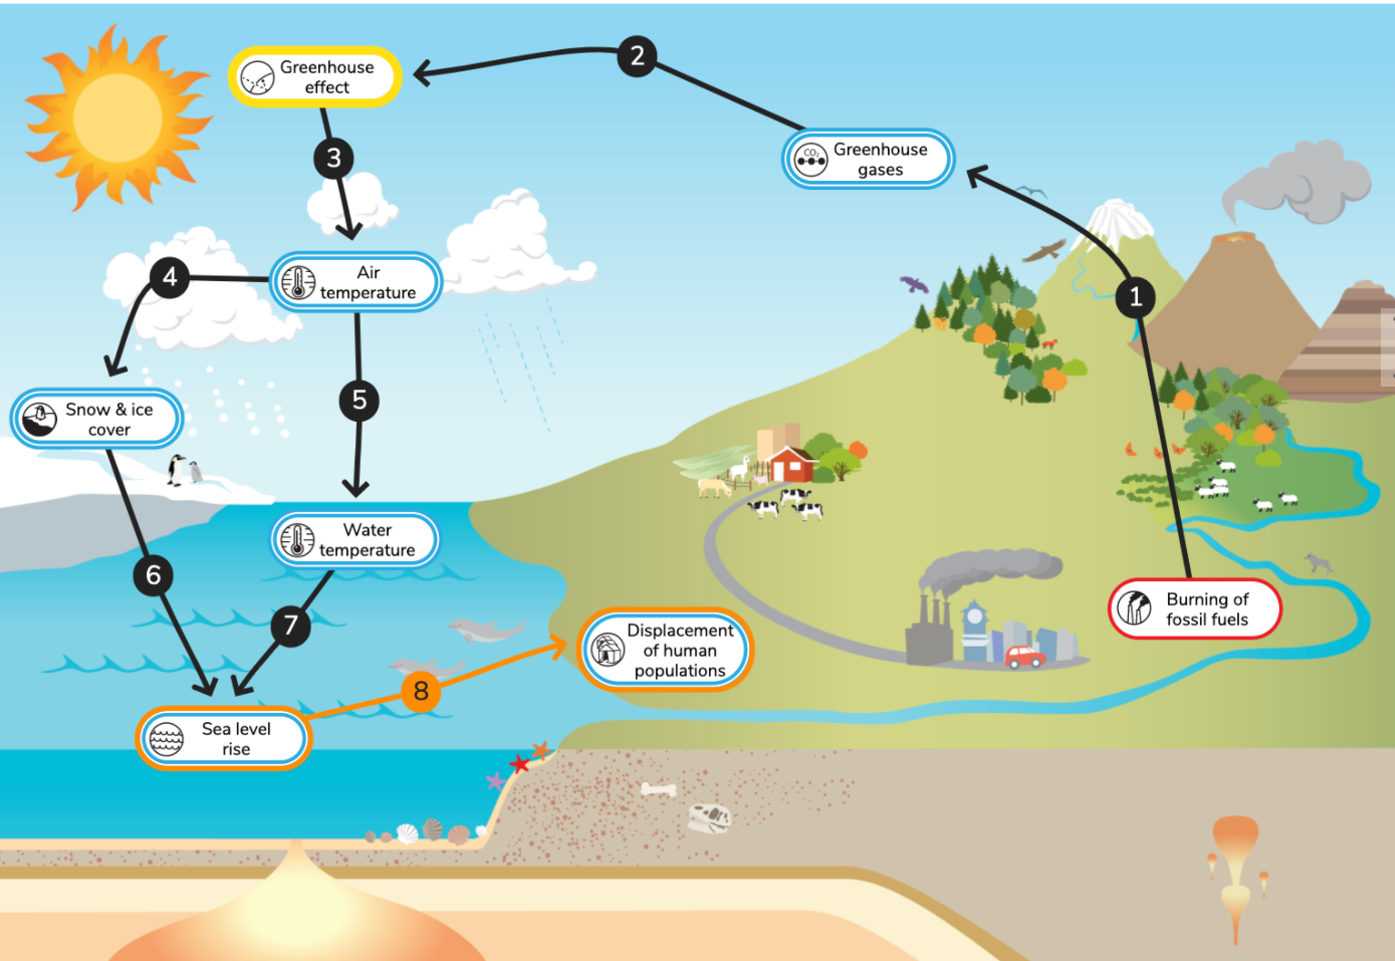 Greenhouse
effect
2
3
CO₂
Greenhouse
gases
4
Air
temperature
1
5
Snow & ice
cover
Water
temperature
6
7
Burning of
fossil fuels
Displacement
of human
populations
8
Sea level
rise